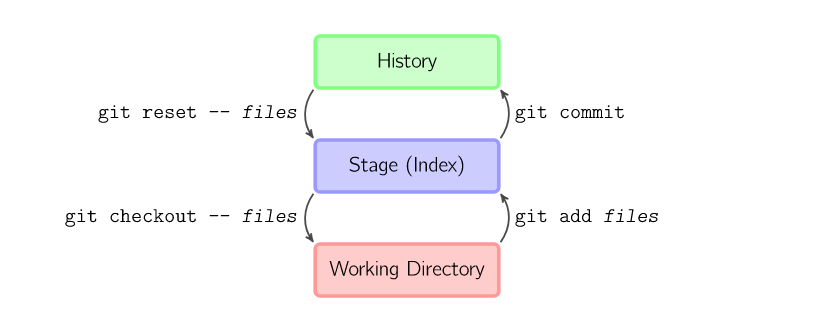 History
git reset -- files
git commit
Stage (Index)
git checkout -- files
git add files
Working Directory